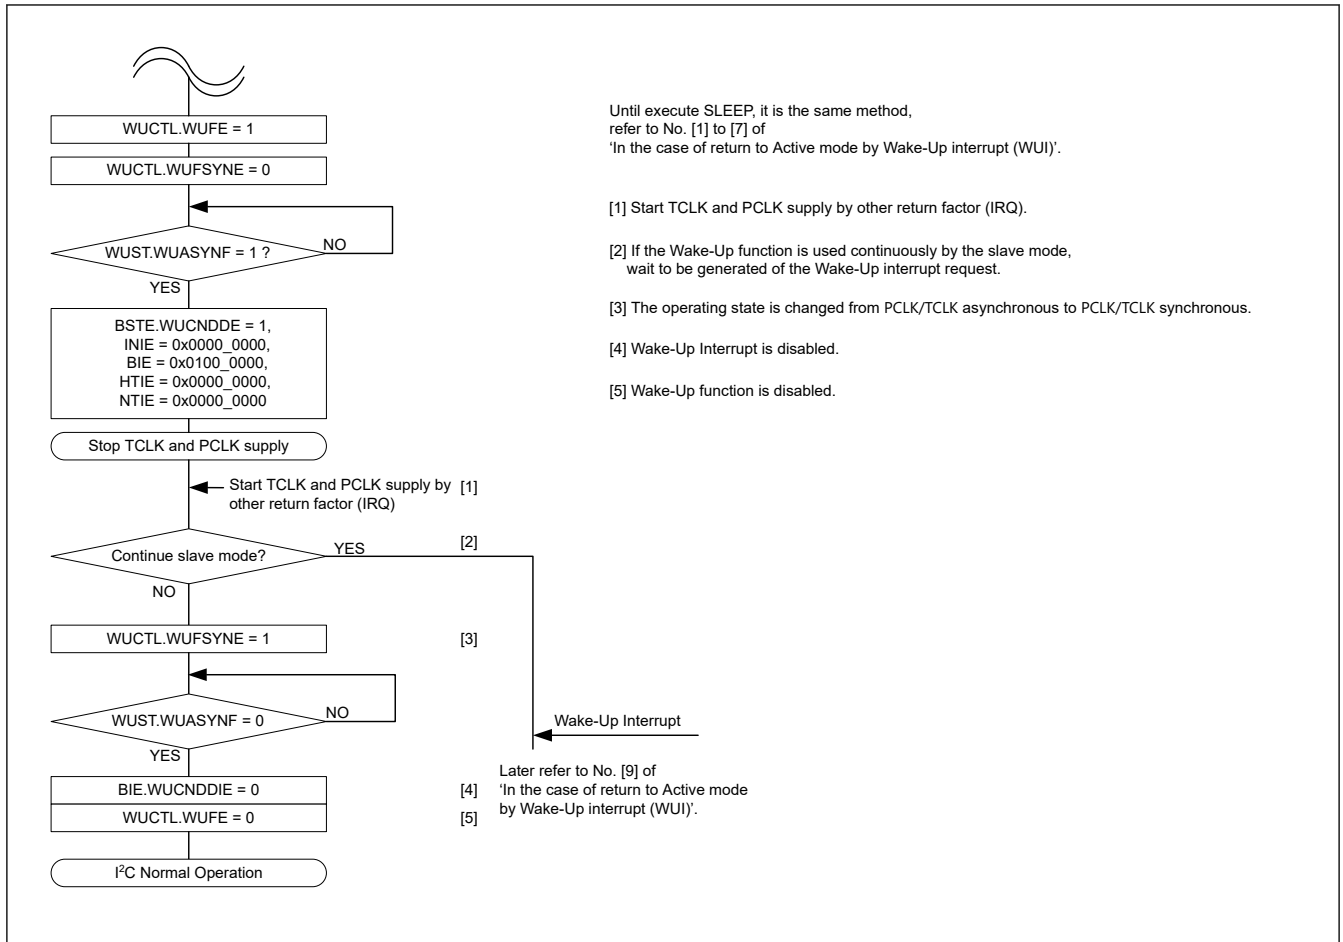 WUCTL.WUFE = 1
WUCTL.WUFSYNE = 0
WUST.WUASYNF = 1 ?
NO
YES
BSTE.WUCNDDE = 1,
INIE = 0x0000_0000,
BIE = 0x0100_0000,
HTIE = 0x0000_0000,
NTIE = 0x0000_0000
Stop TCLK and PCLK supply
Start TCLK and PCLK supply by [1]
other return factor (IRQ)
Continue slave mode?
YES
[2]
NO
WUCTL.WUFSYNE = 1
[3]
WUST.WUASYNF = 0
NO
YES
BIE.WUCNDDIE = 0
[4]
WUCTL.WUFE = 0
[5]
I²C Normal Operation
Wake-Up Interrupt
Later refer to No. [9] of
‘In the case of return to Active mode
by Wake-Up interrupt (WUI)’.
Until execute SLEEP, it is the same method,
refer to No. [1] to [7] of
‘In the case of return to Active mode by Wake-Up interrupt (WUI)’.
[1] Start TCLK and PCLK supply by other return factor (IRQ).
[2] If the Wake-Up function is used continuously by the slave mode,
wait to be generated of the Wake-Up interrupt request.
[3] The operating state is changed from PCLK/TCLK asynchronous to PCLK/TCLK synchronous.
[4] Wake-Up Interrupt is disabled.
[5] Wake-Up function is disabled.